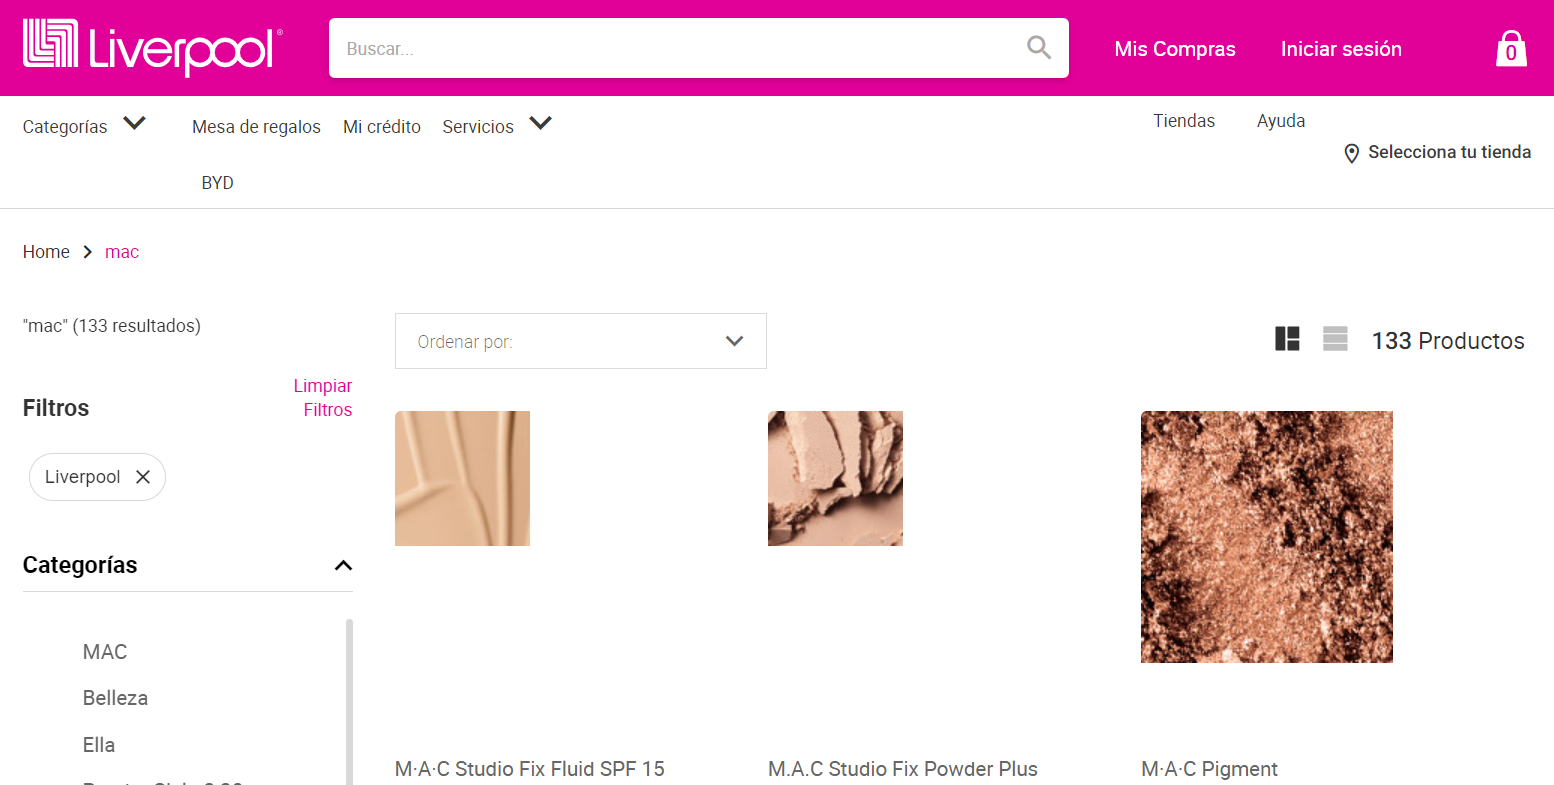 Liverpool®
Buscar...
Mis Compras
Iniciar sesión
0
Categorías
Mesa de regalos
Mi crédito
Servicios
Tiendas
Ayuda
Selecciona tu tienda
BYD
Home
mac
"mac" (133 resultados)
Ordenar por:
133 Productos
Filtros
Limpiar
Filtros
Liverpool
Categorías
MAC
Belleza
Ella
M·A·C Studio Fix Fluid SPF 15
M.A.C Studio Fix Powder Plus
M·A·C Pigment